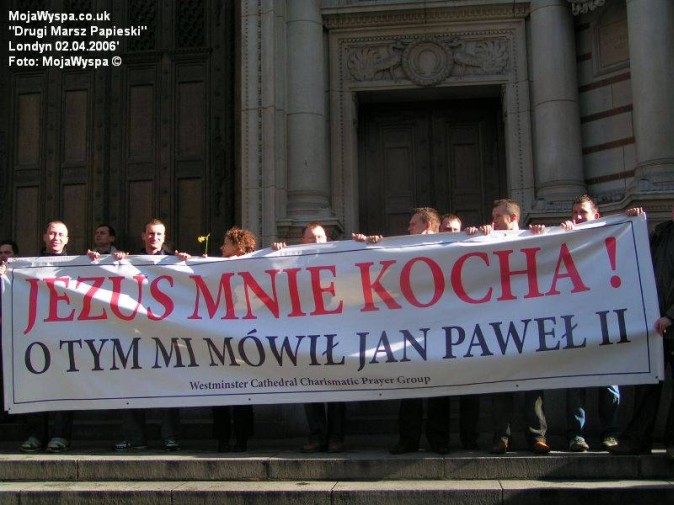 MojaWyspa.co.uk
"Drugi Marsz Papieski"
Londyn 02.04.2006'
Foto: MojaWyspa ©
JEZUS MNIE KOCHA !
O TYM MI MÓWIŁ JAN PAWEŁ II
Westminster Cathedral Charismatic Prayer Group